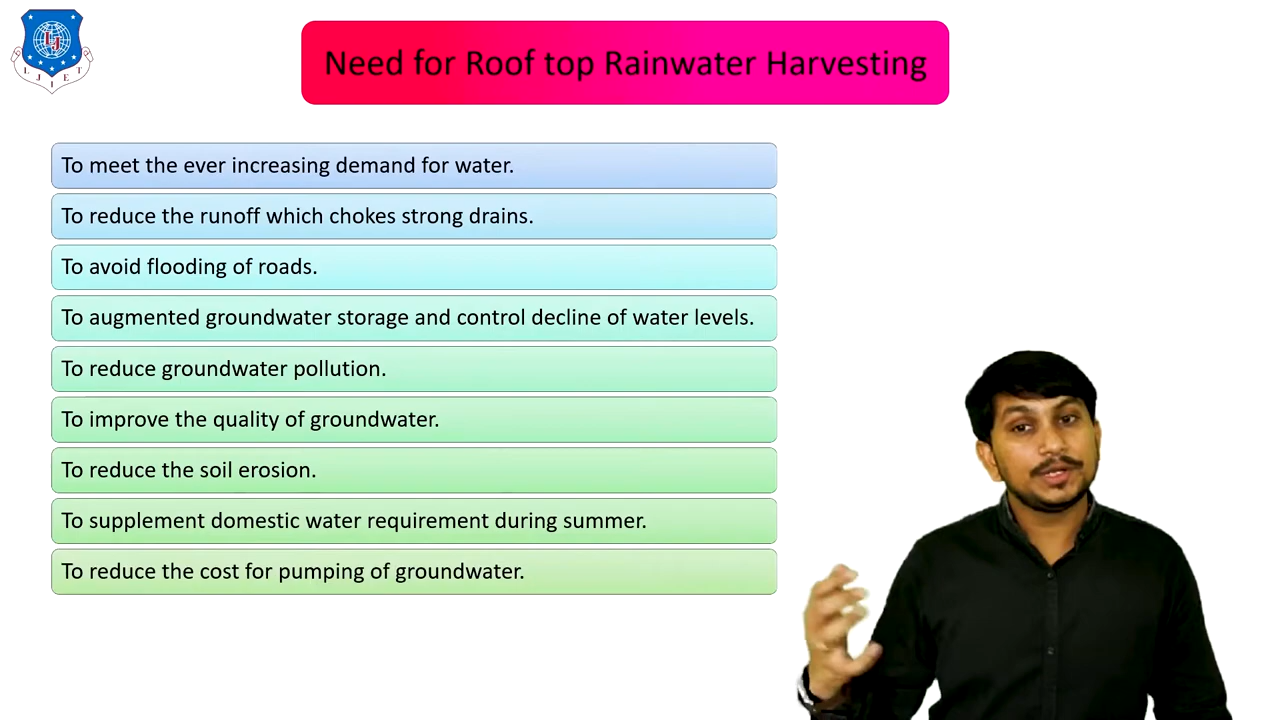 LJ
LJIET
Need for Roof top Rainwater Harvesting
To meet the ever increasing demand for water.
To reduce the runoff which chokes strong drains.
To avoid flooding of roads.
To augmented groundwater storage and control decline of water levels.
To reduce groundwater pollution.
To improve the quality of groundwater.
To reduce the soil erosion.
To supplement domestic water requirement during summer.
To reduce the cost for pumping of groundwater.